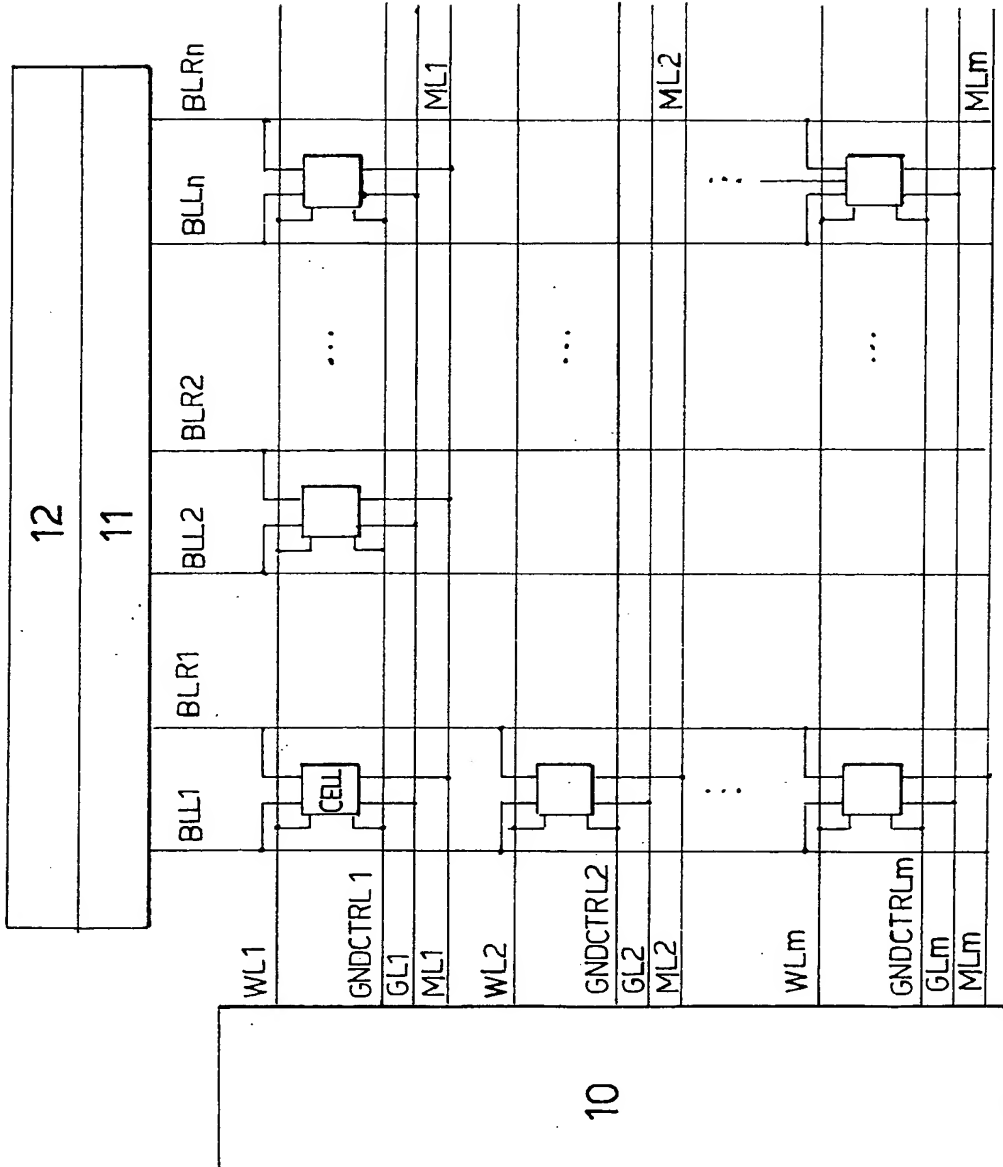 12
11
BLL1
BLR1
BLL2
BLR2
BLLn
BLRn
WL1
CELL
GNDCTRL1
GL1
ML1
ML1
WL2
GNDCTRL2
GL2
ML2
ML2
WLm
GNDCTRLm
GLm
MLm
MLm
10